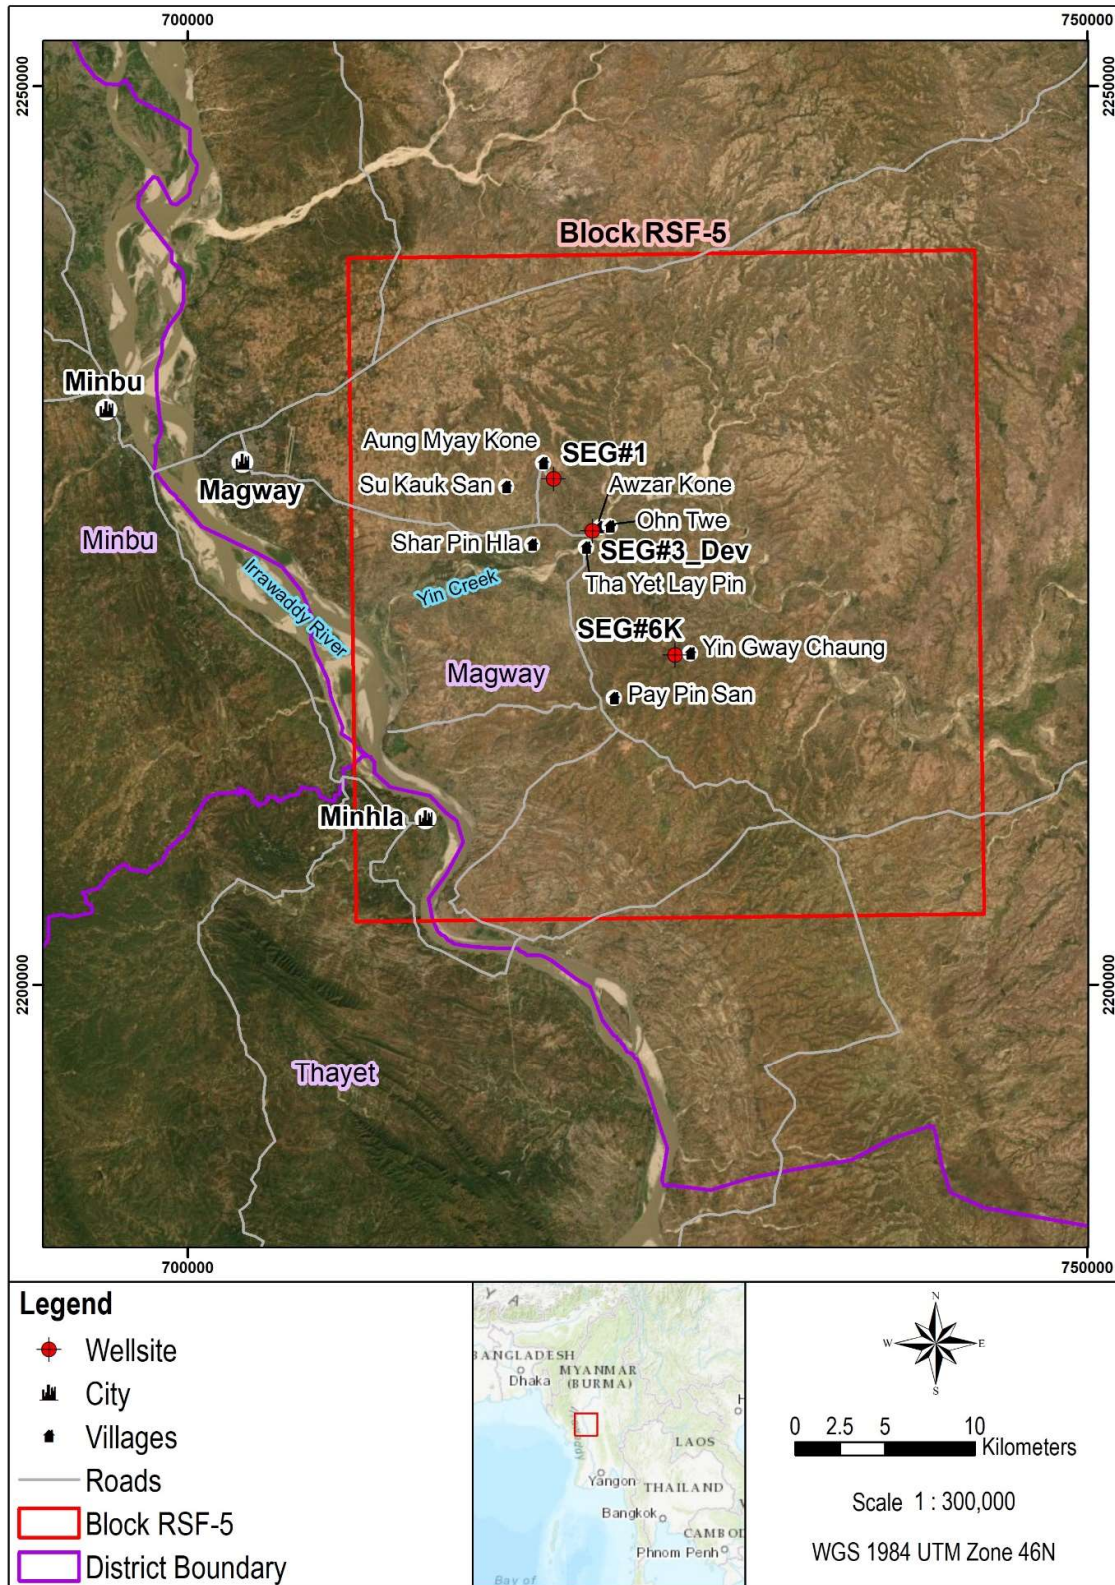 700000
750000
2250000
2250000
Block RSF-5
Minbu
Aung Myay Kone
SEG#1
Magway
Su Kauk San
Awzar Kone
Ohn Twe
Minbu
Shar Pin Hla
SEG#3_Dev
Irrawaddy River
Yin Creek
Tha Yet Lay Pin
SEG#6K
Yin Gway Chaung
Magway
Pay Pin San
Minhla
2200000
2200000
Thayet
700000
750000
Legend
Wellsite
City
Villages
Roads
Block RSF-5
District Boundary
Y A
BANGLADESH
Dhaka
MYANMAR
(BURMA)
H
LAOS
Yangon
THAILAND
Bangkok
CAMBOD
Phnom Penh
Bay of
N
W
E
S
0 2.5 5 10
Kilometers
Scale 1 : 300,000
WGS 1984 UTM Zone 46N